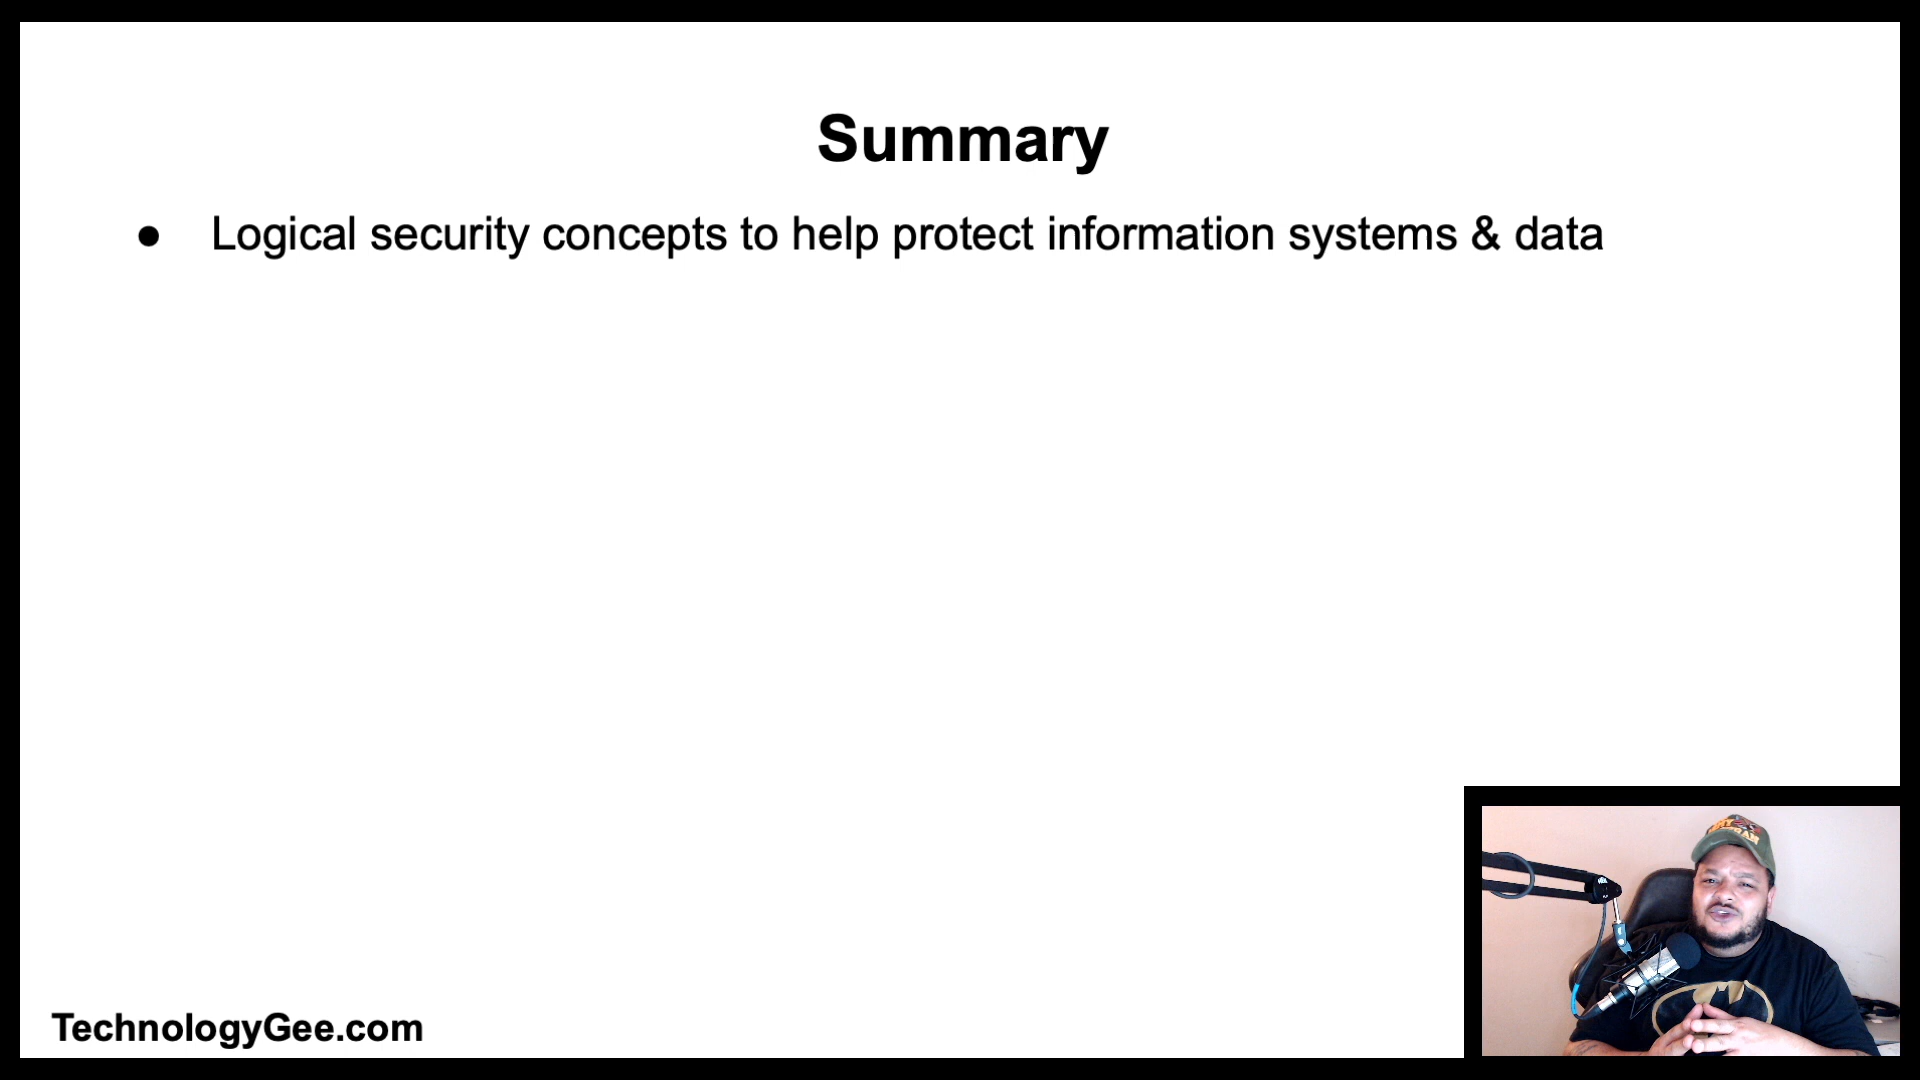 Summary
● Logical security concepts to help protect information systems & data
TechnologyGee.com